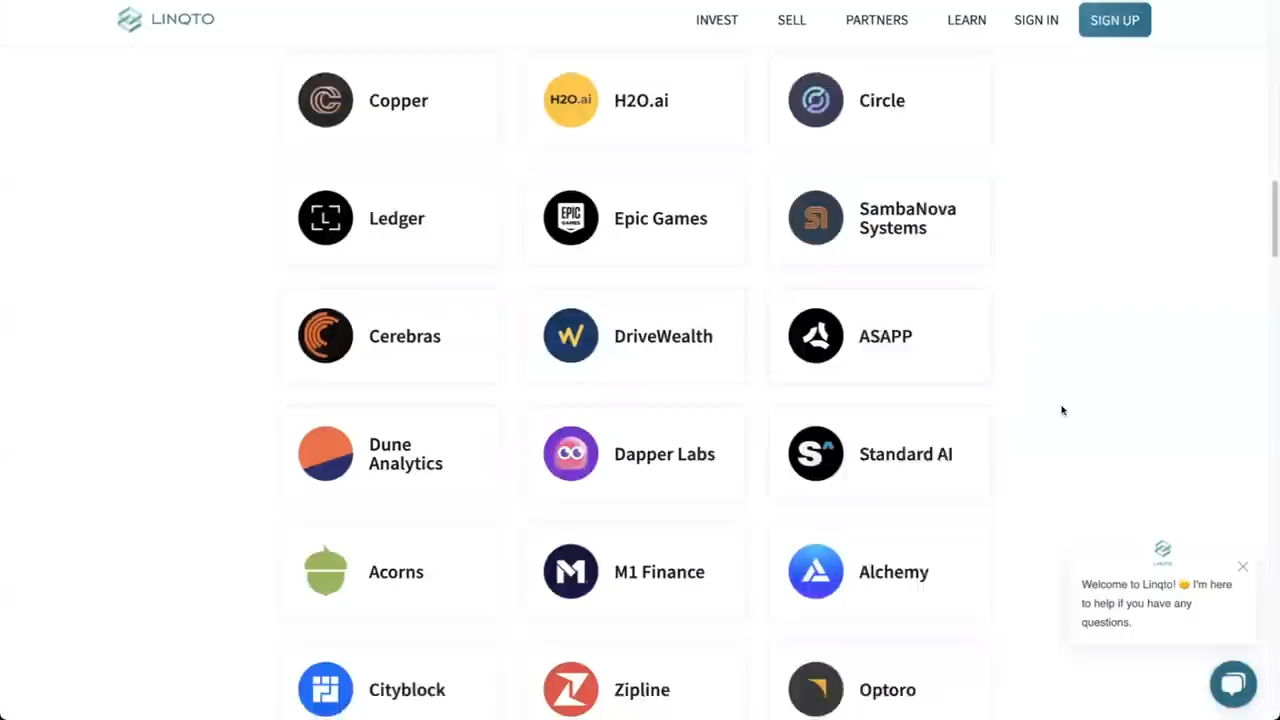 LINQTO
INVEST
SELL
PARTNERS
LEARN
SIGN IN
SIGN UP
Copper
H2O.ai
H2O.ai
Circle
L
Ledger
EPIC
GAMES
Epic Games
SambaNova
Systems
Cerebras
DriveWealth
ASAPP
Dune
Analytics
Dapper Labs
S^
Standard AI
Acorns
M1 Finance
Alchemy
Cityblock
Zipline
Optoro
LINQTO
Welcome to Linqto! 👋 I'm here
to help if you have any
questions.